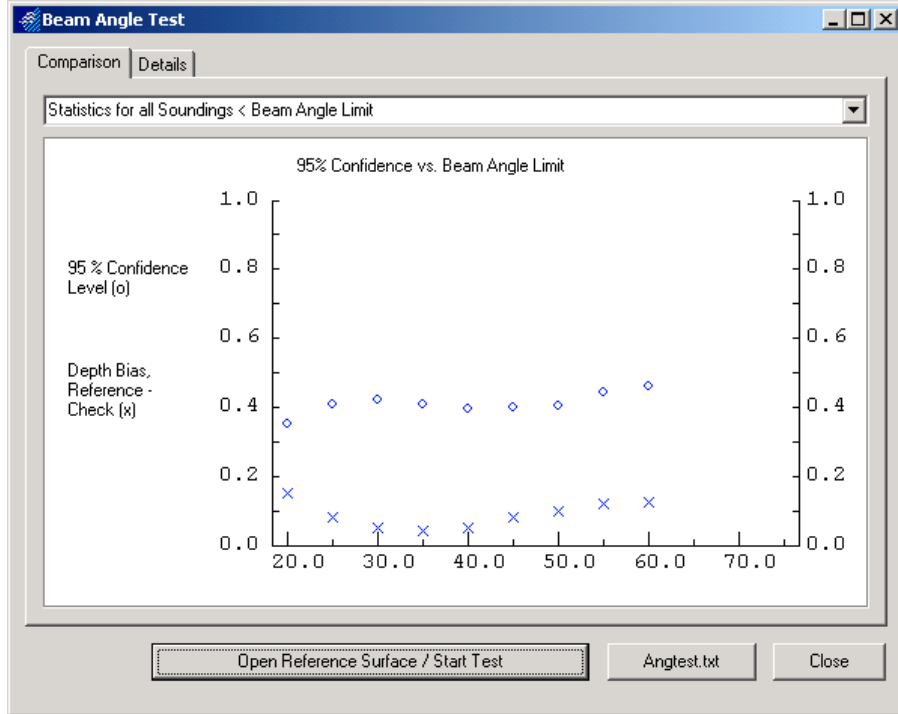 Beam Angle Test
Comparison
Details
Statistics for all Soundings < Beam Angle Limit
95% Confidence vs. Beam Angle Limit
95 % Confidence
Level (o)
Depth Bias,
Reference -
Check (x)
1.0
0.8
0.6
0.4
0.2
0.0
1.0
0.8
0.6
0.4
0.2
0.0
20.0 30.0 40.0 50.0 60.0 70.0
Open Reference Surface / Start Test
Angtest.txt
Close